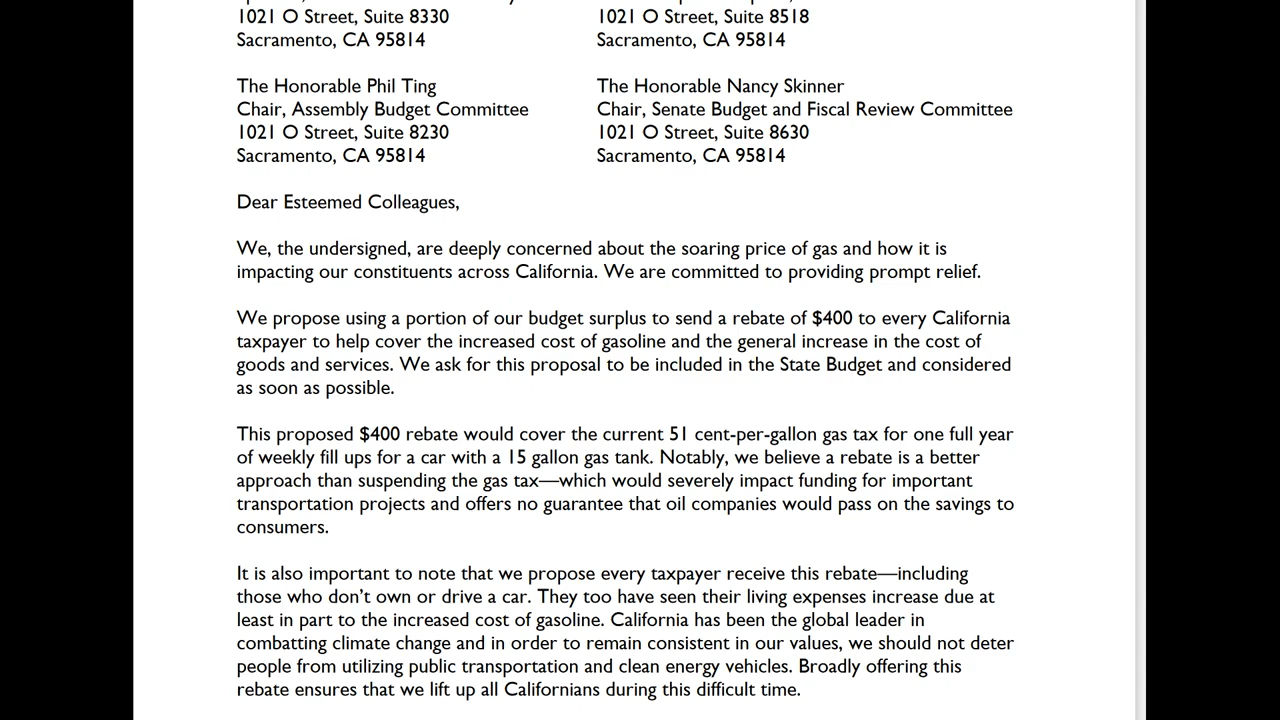 1021 O Street, Suite 8330
Sacramento, CA 95814
1021 O Street, Suite 8518
Sacramento, CA 95814
The Honorable Phil Ting
Chair, Assembly Budget Committee
1021 O Street, Suite 8230
Sacramento, CA 95814
The Honorable Nancy Skinner
Chair, Senate Budget and Fiscal Review Committee
1021 O Street, Suite 8630
Sacramento, CA 95814
Dear Esteemed Colleagues,
We, the undersigned, are deeply concerned about the soaring price of gas and how it is
impacting our constituents across California. We are committed to providing prompt relief.
We propose using a portion of our budget surplus to send a rebate of $400 to every California
taxpayer to help cover the increased cost of gasoline and the general increase in the cost of
goods and services. We ask for this proposal to be included in the State Budget and considered
as soon as possible.
This proposed $400 rebate would cover the current 51 cent-per-gallon gas tax for one full year
of weekly fill ups for a car with a 15 gallon gas tank. Notably, we believe a rebate is a better
approach than suspending the gas tax—which would severely impact funding for important
transportation projects and offers no guarantee that oil companies would pass on the savings to
consumers.
It is also important to note that we propose every taxpayer receive this rebate—including
those who don't own or drive a car. They too have seen their living expenses increase due at
least in part to the increased cost of gasoline. California has been the global leader in
combatting climate change and in order to remain consistent in our values, we should not deter
people from utilizing public transportation and clean energy vehicles. Broadly offering this
rebate ensures that we lift up all Californians during this difficult time.